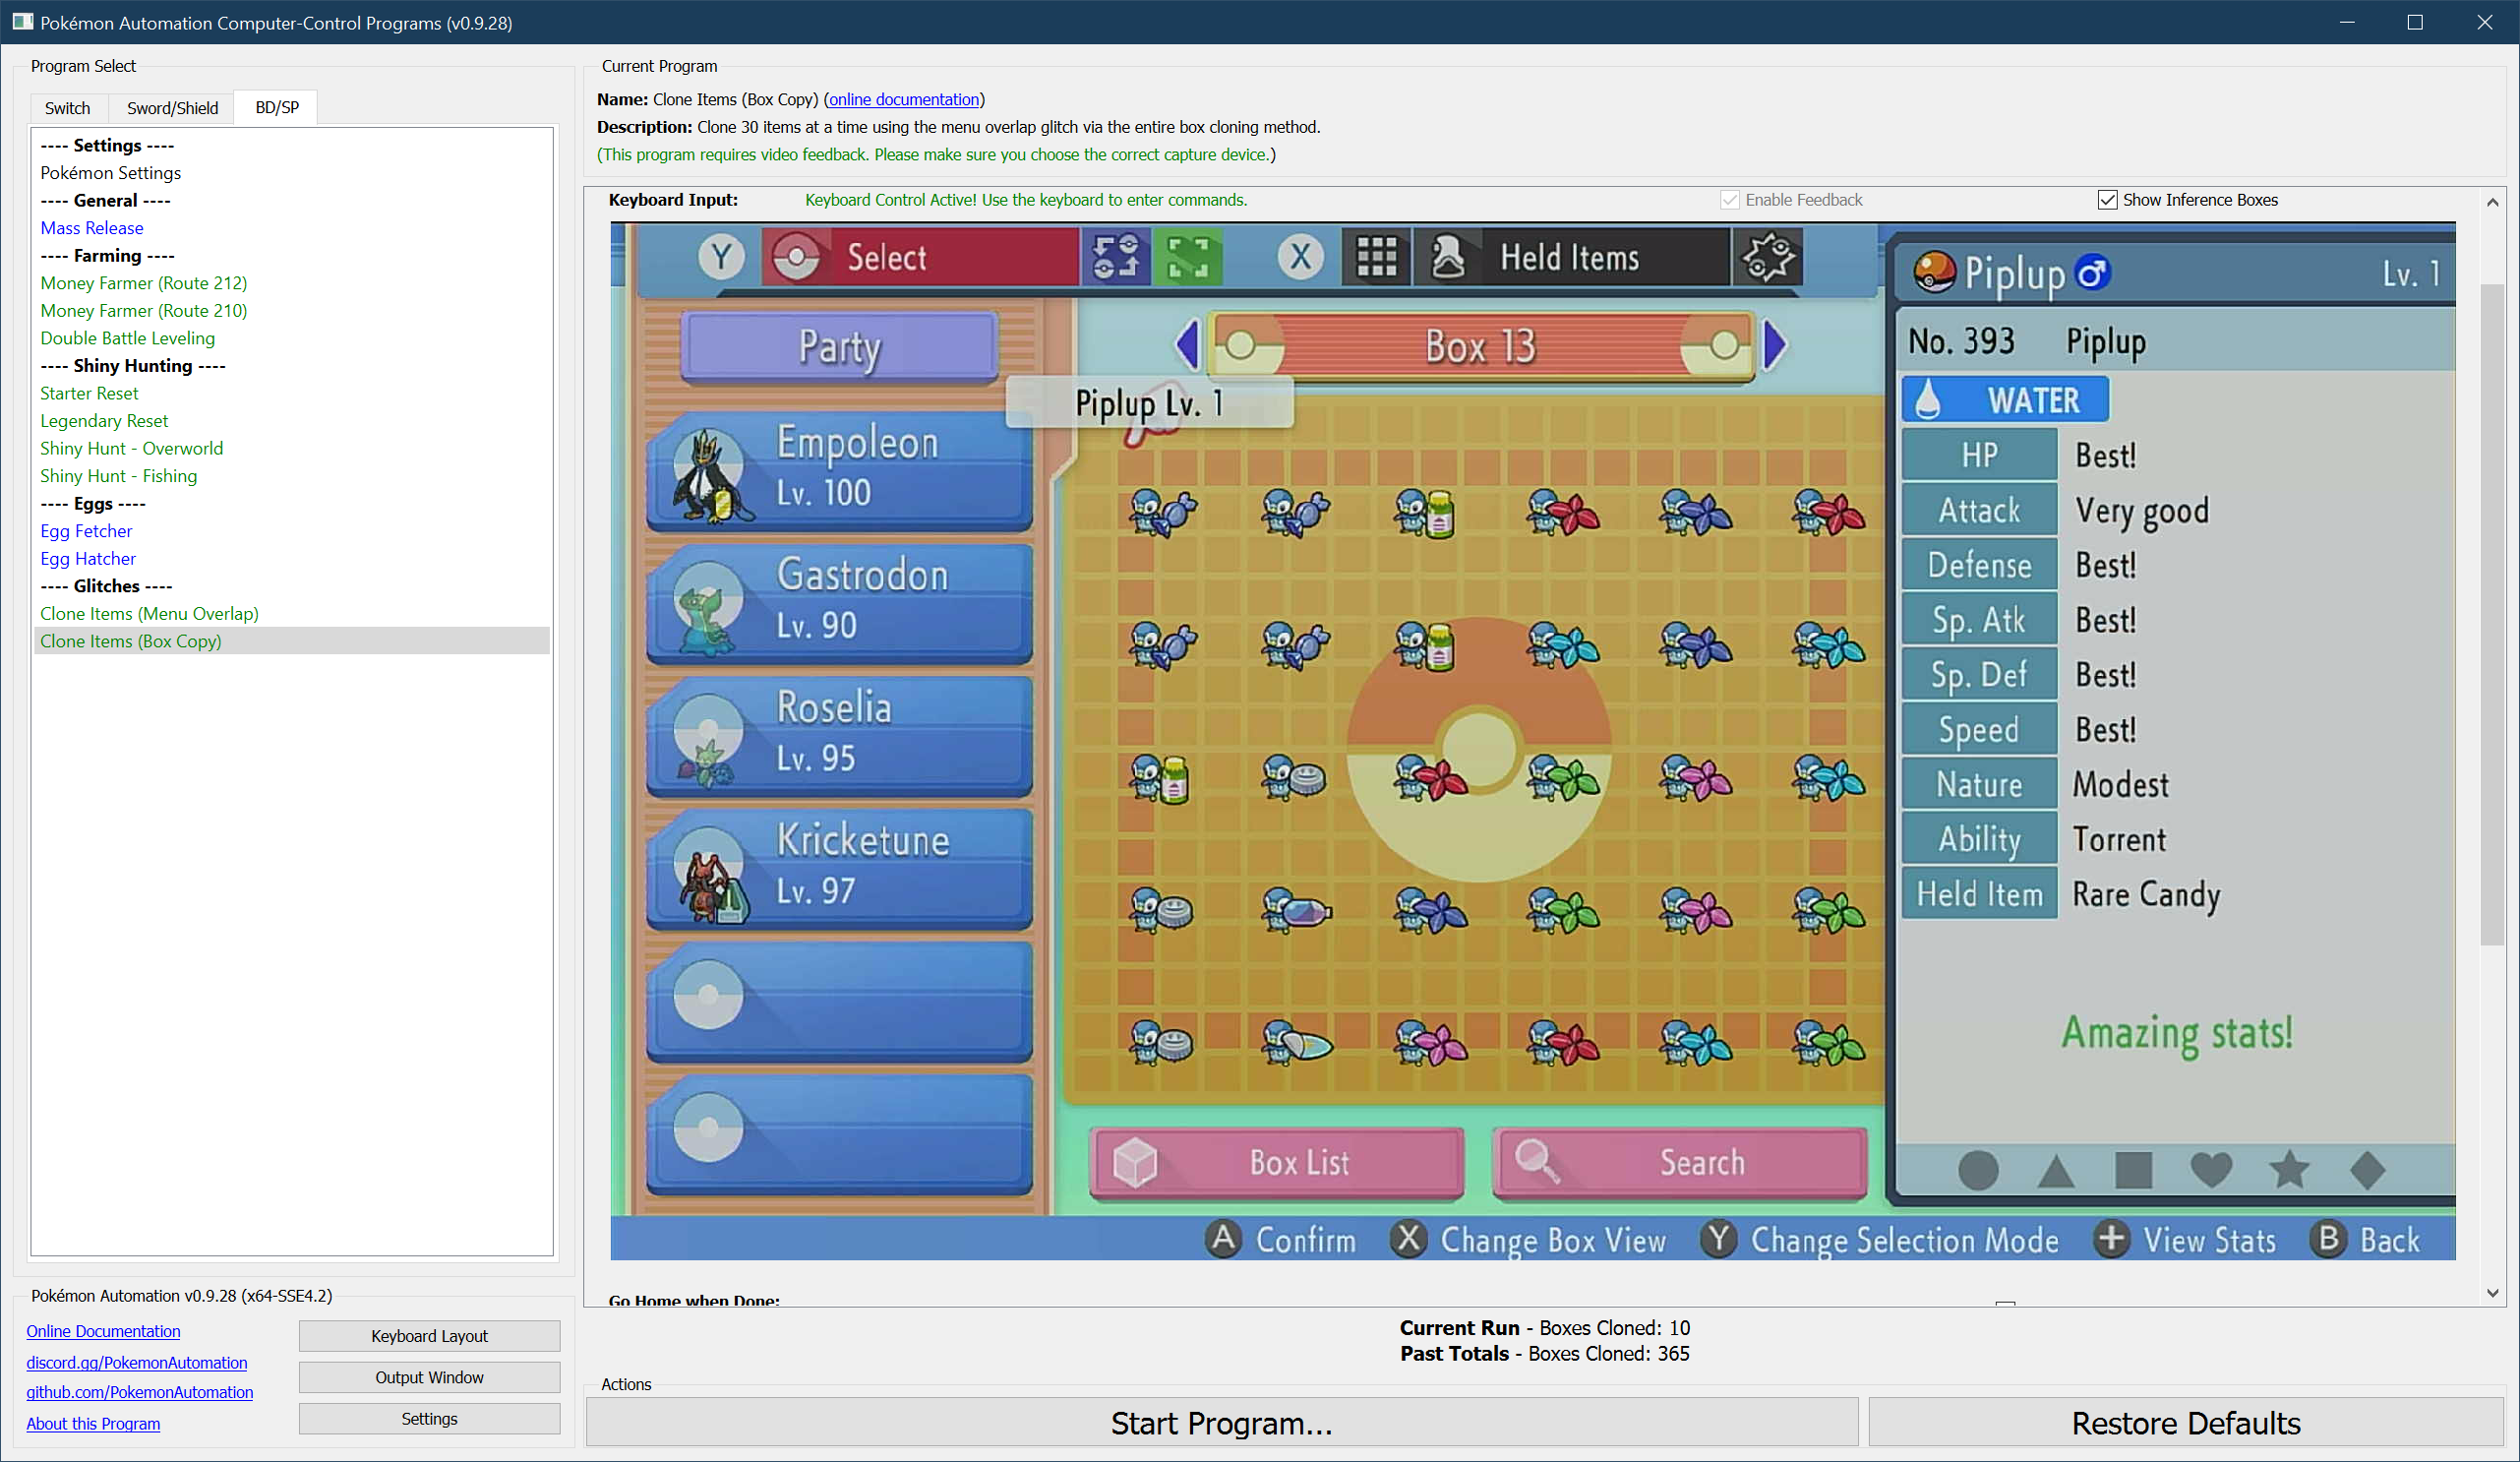 Pokémon Automation Computer-Control Programs (v0.9.28)
Program Select
Switch
Sword/Shield
BD/SP
---- Settings ----
Pokémon Settings
---- General ----
Mass Release
---- Farming ----
Money Farmer (Route 212)
Money Farmer (Route 210)
Double Battle Leveling
---- Shiny Hunting ----
Starter Reset
Legendary Reset
Shiny Hunt - Overworld
Shiny Hunt - Fishing
---- Eggs ----
Egg Fetcher
Egg Hatcher
---- Glitches ----
Clone Items (Menu Overlap)
Clone Items (Box Copy)
Pokémon Automation v0.9.28 (x64-SSE4.2)
Online Documentation
discord.gg/PokemonAutomation
github.com/PokemonAutomation
About this Program
Keyboard Layout
Output Window
Settings
Current Program
Name: Clone Items (Box Copy) (online documentation)
Description: Clone 30 items at a time using the menu overlap glitch via the entire box cloning method.
(This program requires video feedback. Please make sure you choose the correct capture device.)
Keyboard Input:
Keyboard Control Active! Use the keyboard to enter commands.
Enable Feedback
Show Inference Boxes
Y
Select
X
Held Items
Party
Box 13
Piplup Lv. 1
Empoleon
Lv. 100
Gastrodon
Lv. 90
Roselia
Lv. 95
Kricketune
Lv. 97
Box List
Search
Piplup ♂ Lv. 1
No. 393 Piplup
WATER
HP Best!
Attack Very good
Defense Best!
Sp. Atk Best!
Sp. Def Best!
Speed Best!
Nature Modest
Ability Torrent
Held Item Rare Candy
Amazing stats!
A Confirm X Change Box View Y Change Selection Mode + View Stats B Back
Go Home when Done:
Current Run - Boxes Cloned: 10
Past Totals - Boxes Cloned: 365
Actions
Start Program...
Restore Defaults